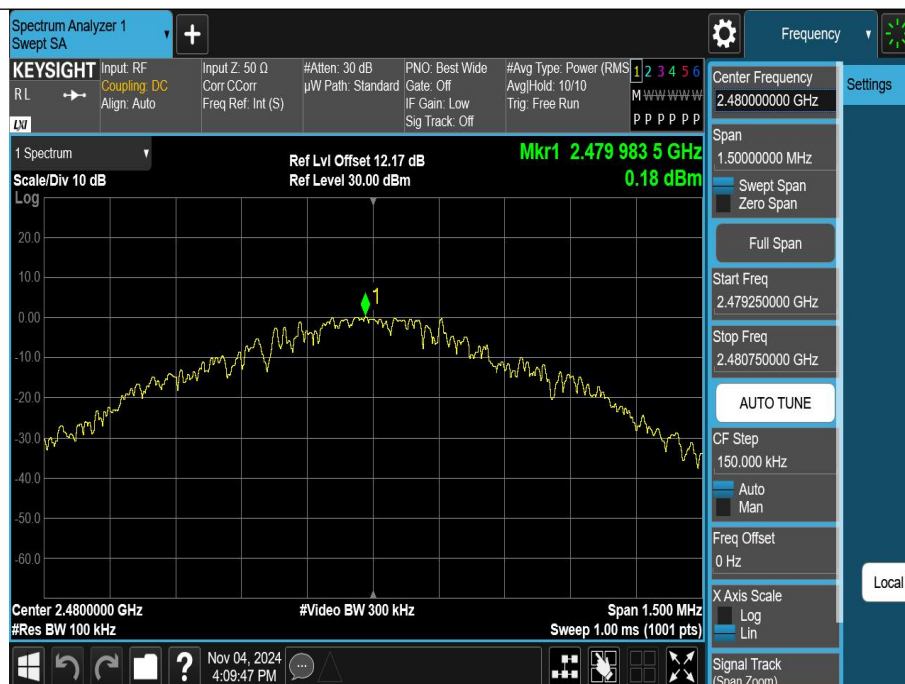 Spectrum Analyzer 1
Swept SA
+
Frequency
KEYSIGHT
RL
LXI
Input: RF
Coupling: DC
Align: Auto
Input Z: 50 Ω
Corr CCorr
Freq Ref: Int (S)
#Atten: 30 dB
µW Path: Standard
PNO: Best Wide
Gate: Off
IF Gain: Low
Sig Track: Off
#Avg Type: Power (RMS
Avg|Hold: 10/10
Trig: Free Run
1 2 3 4 5 6
M W W W W W
P P P P P P
1 Spectrum
Scale/Div 10 dB
Log
Ref Lvl Offset 12.17 dB
Ref Level 30.00 dBm
Mkr1 2.479 983 5 GHz
0.18 dBm
20.0
10.0
0.00
-10.0
-20.0
-30.0
-40.0
-50.0
-60.0
1
Center 2.4800000 GHz
#Res BW 100 kHz
#Video BW 300 kHz
Span 1.500 MHz
Sweep 1.00 ms (1001 pts)
?
Nov 04, 2024
4:09:47 PM
Center Frequency
2.480000000 GHz
Settings
Span
1.50000000 MHz
Swept Span
Zero Span
Full Span
Start Freq
2.479250000 GHz
Stop Freq
2.480750000 GHz
AUTO TUNE
CF Step
150.000 kHz
Auto
Man
Freq Offset
0 Hz
Local
X Axis Scale
Log
Lin
Signal Track
(Span Zoom)